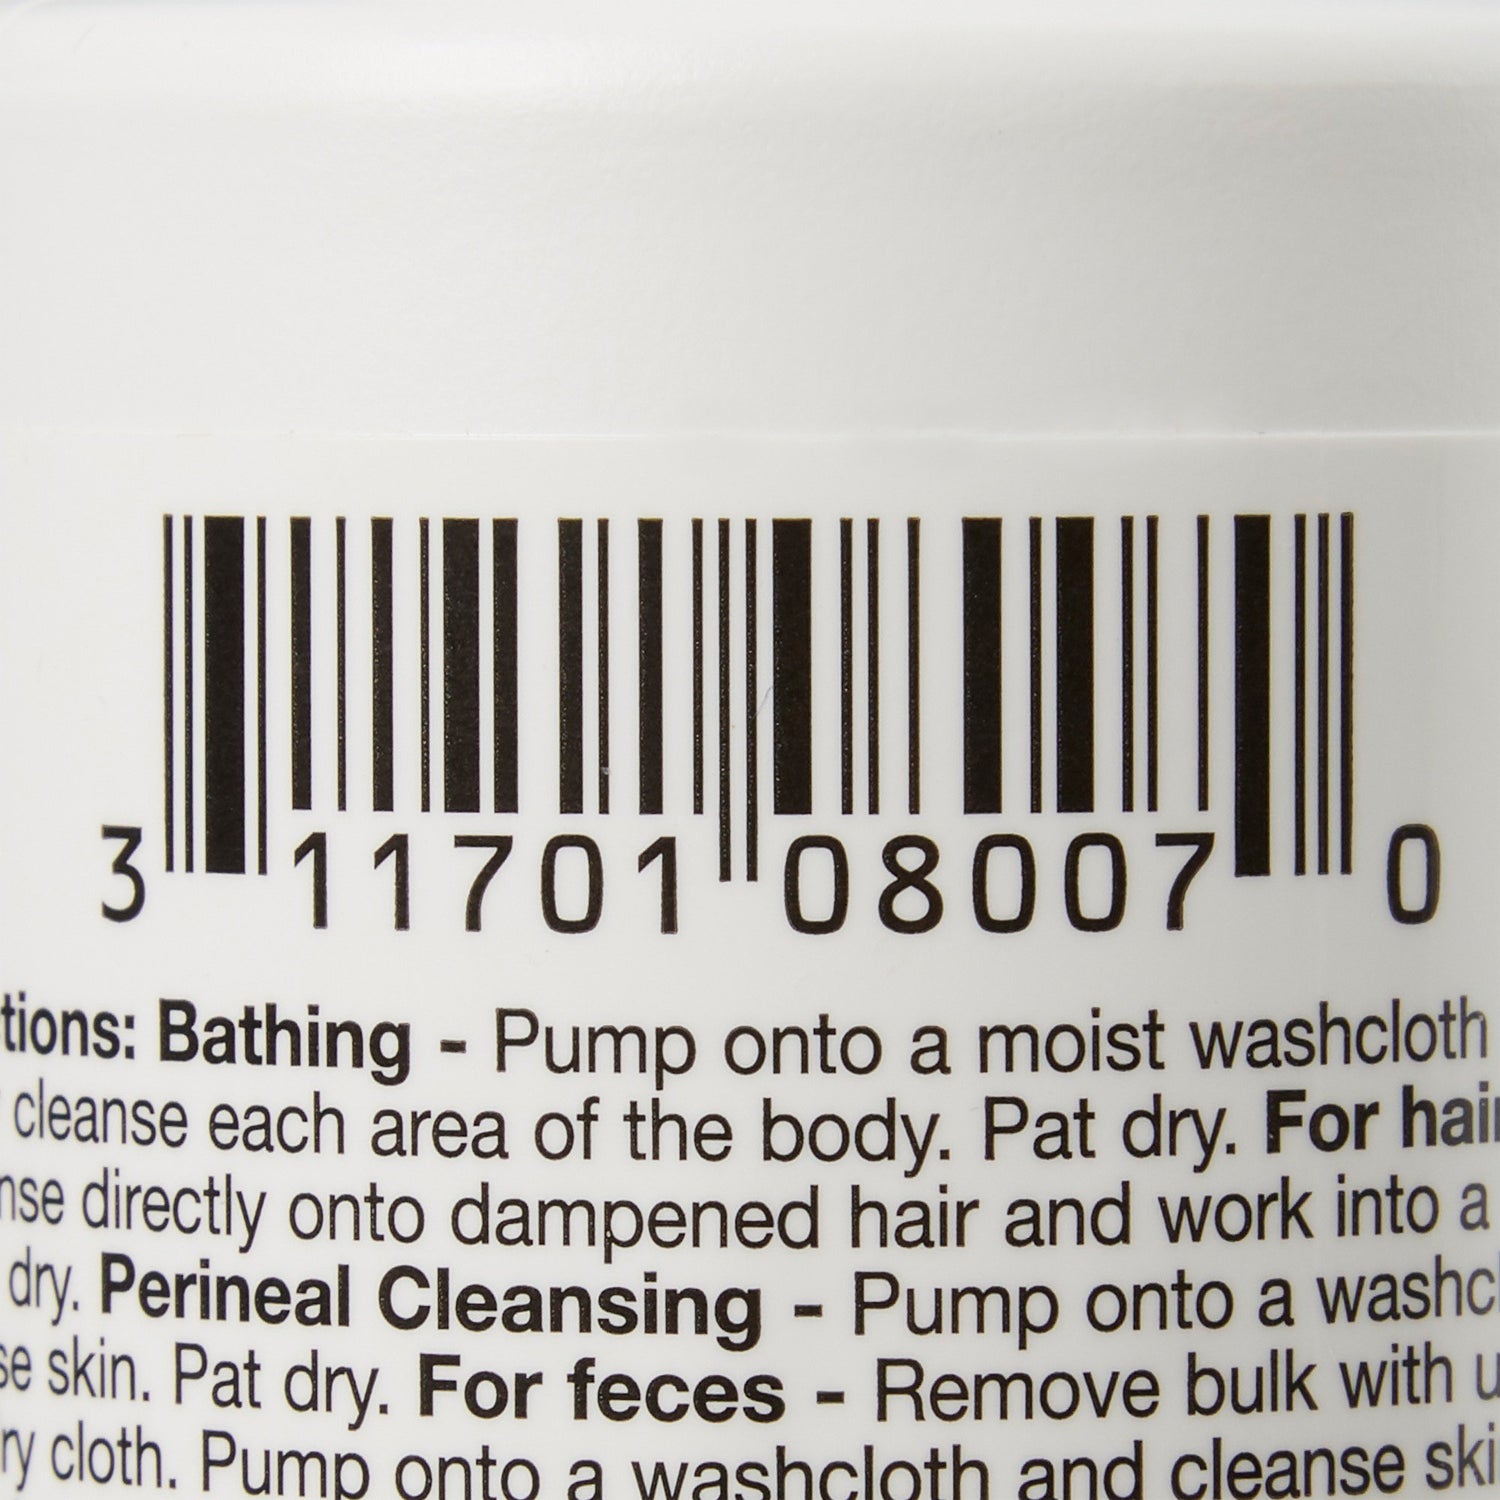 3 11701 08007 0
tions: Bathing - Pump onto a moist washcloth
cleanse each area of the body. Pat dry. For hair
nse directly onto dampened hair and work into a
dry. Perineal Cleansing - Pump onto a washcl
se skin. Pat dry. For feces - Remove bulk with u
ry cloth. Pump onto a washcloth and cleanse ski